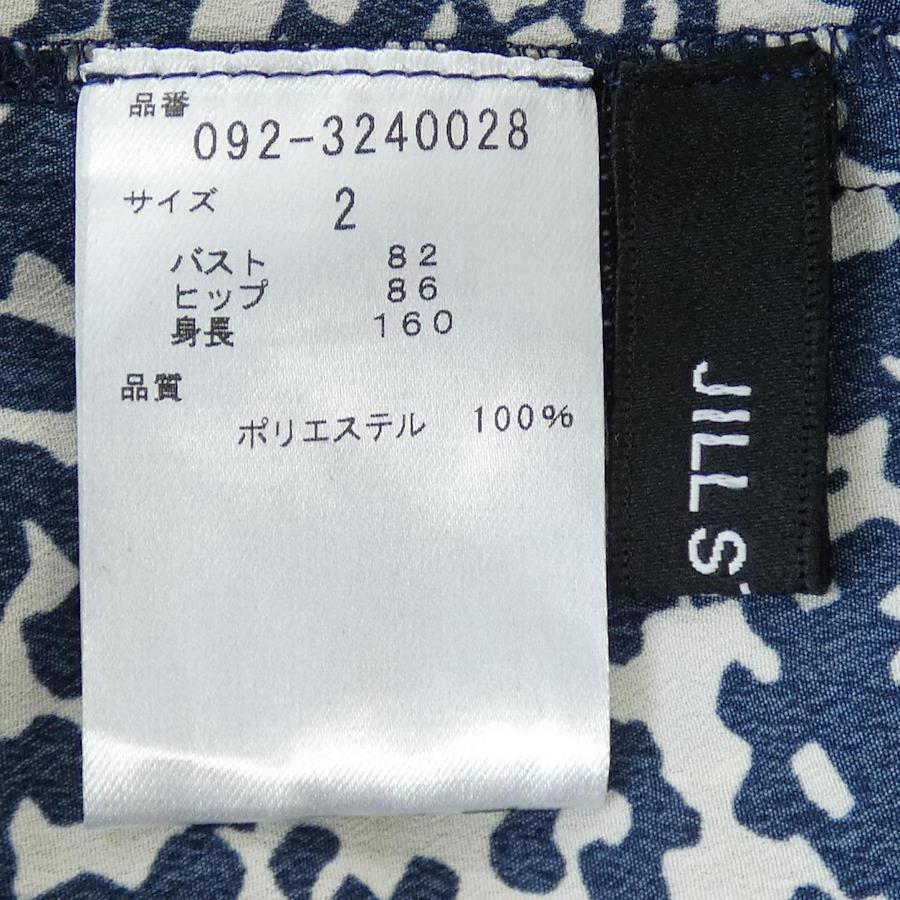 品番
092-3240028
サイズ 2
バスト 82
ヒップ 86
身長 160
品質
ポリエステル 100%
JILL S